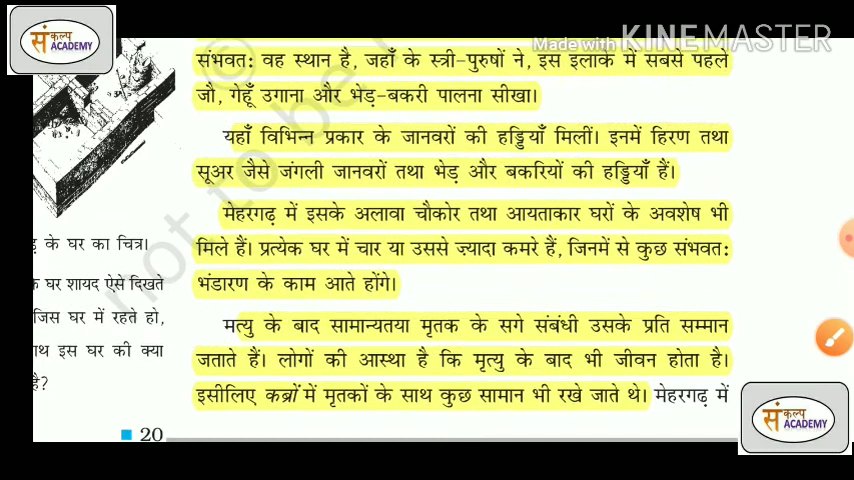 संकल्प
ACADEMY
Made with KINEMASTER
संभवतः वह स्थान है, जहाँ के स्त्री-पुरुषों ने, इस इलाके में सबसे पहले
जौ, गेहूँ उगाना और भेड़-बकरी पालना सीखा।
यहाँ विभिन्न प्रकार के जानवरों की हड्डियाँ मिलीं। इनमें हिरण तथा
सूअर जैसे जंगली जानवरों तथा भेड़ और बकरियों की हड्डियाँ हैं।
मेहरगढ़ में इसके अलावा चौकोर तथा आयताकार घरों के अवशेष भी
मिले हैं। प्रत्येक घर में चार या उससे ज़्यादा कमरे हैं, जिनमें से कुछ संभवतः
भंडारण के काम आते होंगे।
मत्यु के बाद सामान्यतया मृतक के सगे संबंधी उसके प्रति सम्मान
जताते हैं। लोगों की आस्था है कि मृत्यु के बाद भी जीवन होता है।
इसीलिए कब्रों में मृतकों के साथ कुछ सामान भी रखे जाते थे। मेहरगढ़ में
के घर का चित्र।
घर शायद ऐसे दिखते
जिस घर में रहते हो,
इस घर की क्या
है?
20
not to be
संकल्प
ACADEMY